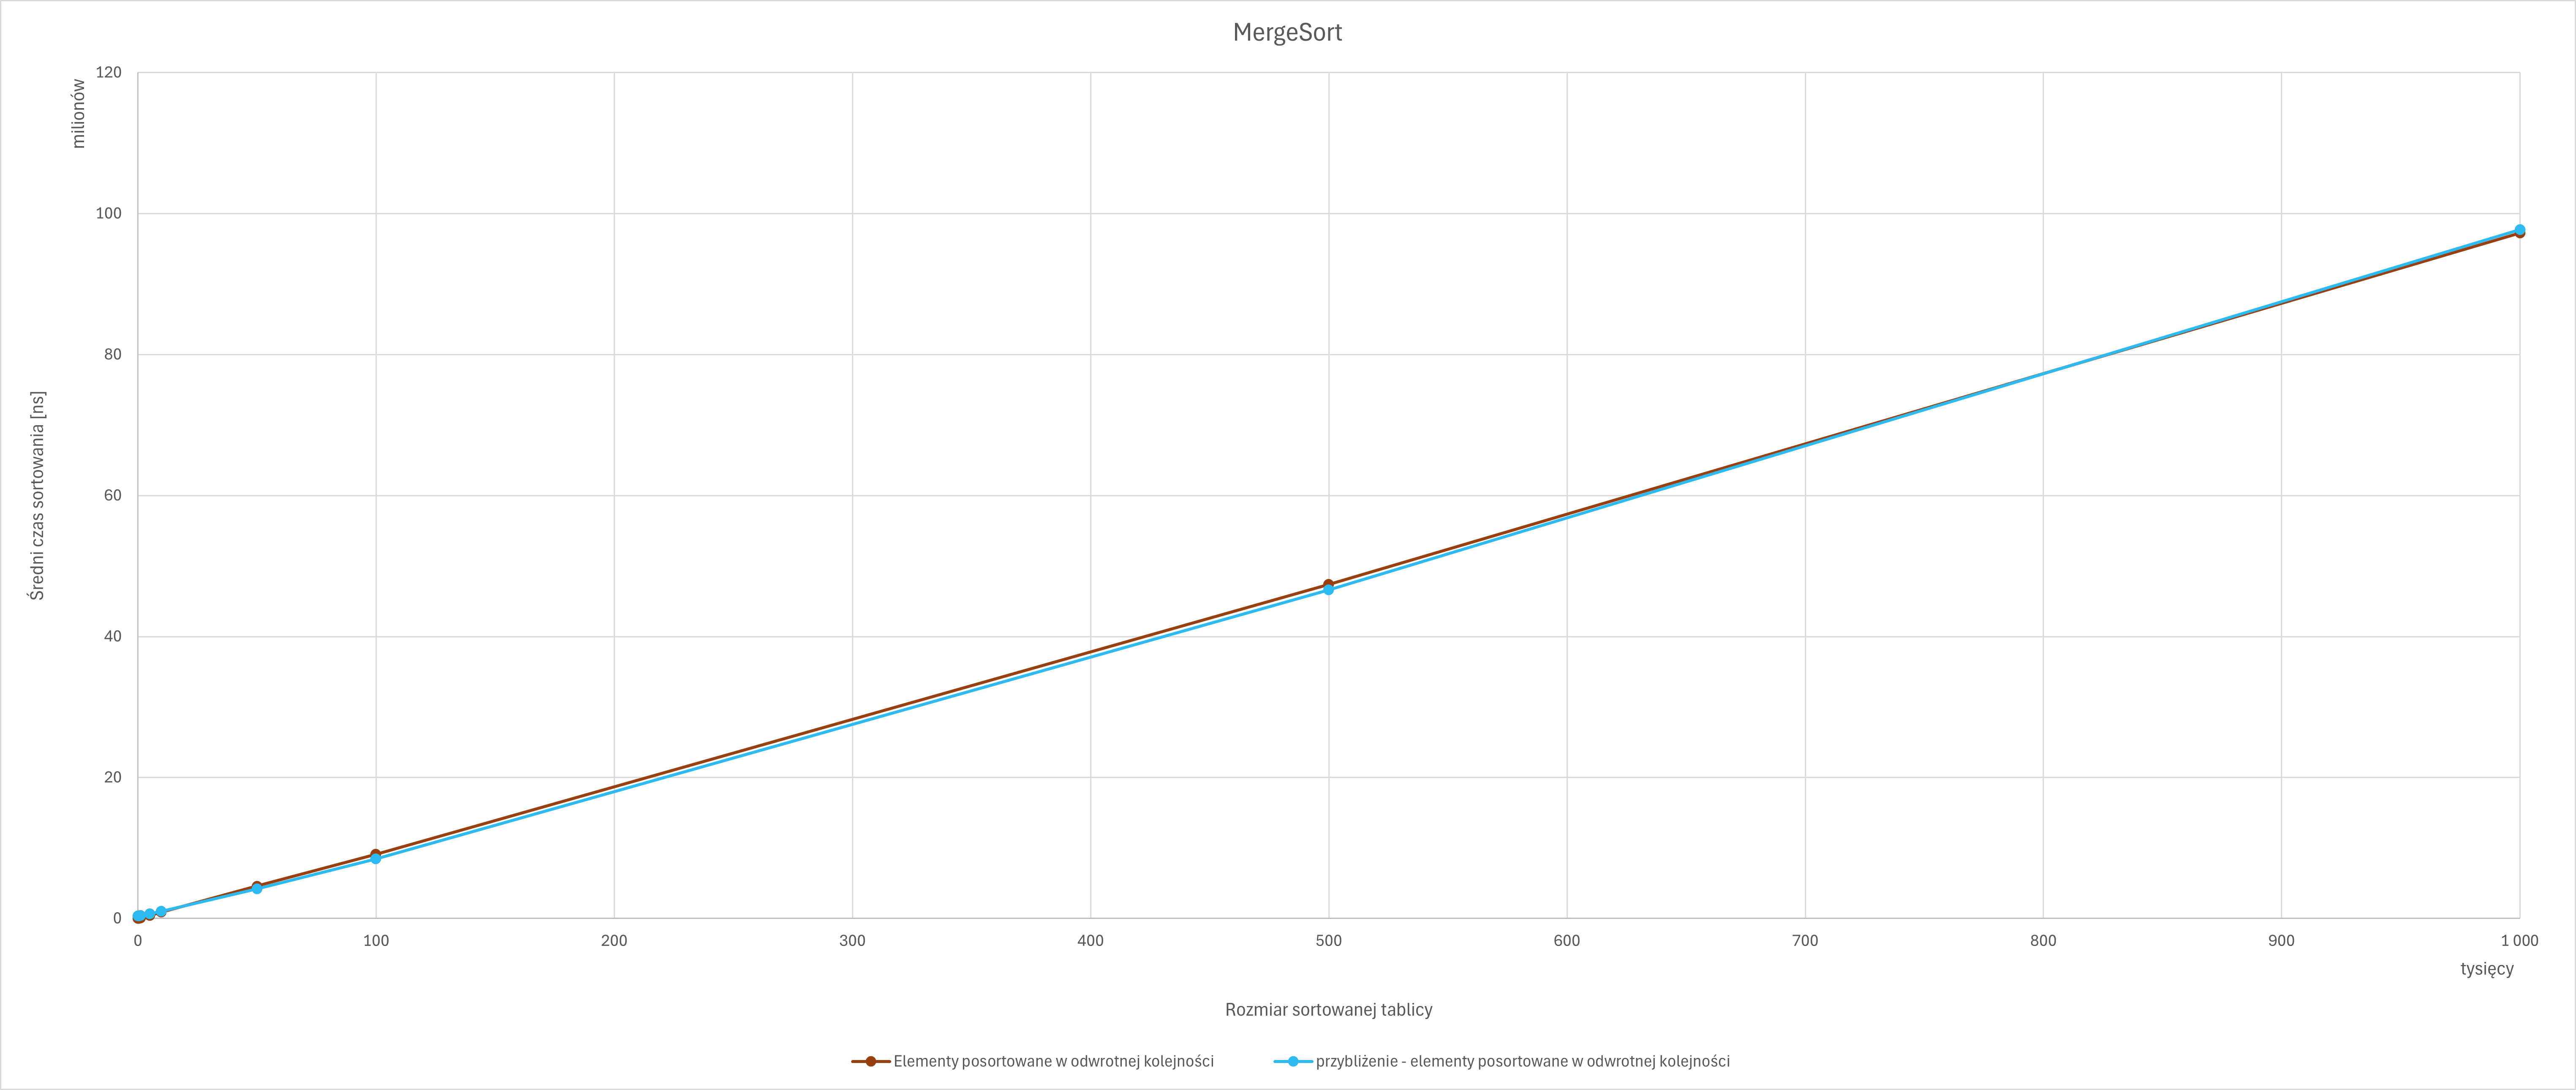 MergeSort
milionów
Średni czas sortowania [ns]
120
100
80
60
40
20
0
0 100 200 300 400 500 600 700 800 900 1 000
tysięcy
Rozmiar sortowanej tablicy
Elementy posortowane w odwrotnej kolejności przybliżenie - elementy posortowane w odwrotnej kolejności